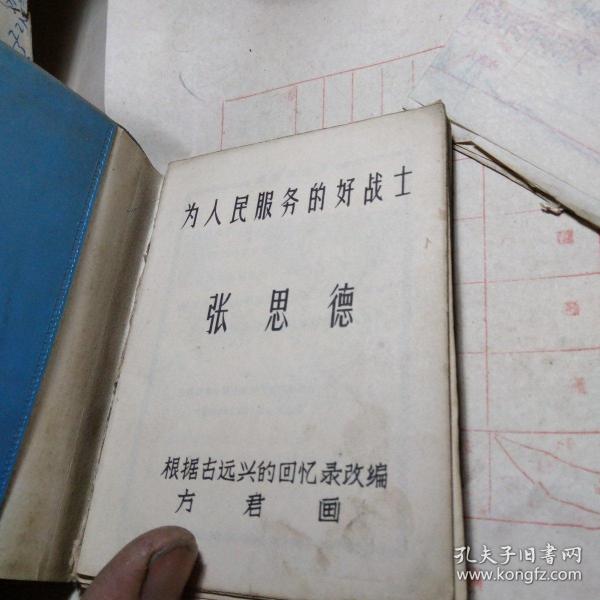 为人民服务的好战士
张思德
根据古远兴的回忆录改编
方君画
孔夫子旧书网
www.kongfz.com